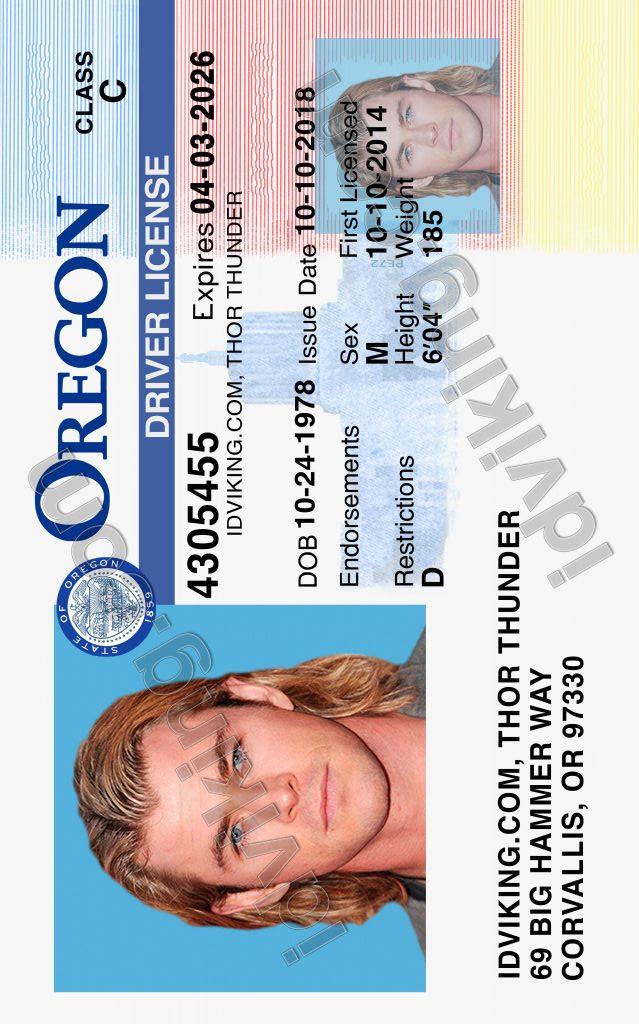 OREGON
CLASS
C
DRIVER LICENSE
4305455 Expires 04-03-2026
IDVIKING.COM, THOR THUNDER
DOB 10-24-1978 Issue Date 10-10-2018
Endorsements Sex First Licensed
M 10-10-2014
Restrictions Height Weight
D 6'04" 185
PE72
STATE OF OREGON
1859
IDVIKING.COM, THOR THUNDER
69 BIG HAMMER WAY
CORVALLIS, OR 97330
idviking.com
idviking